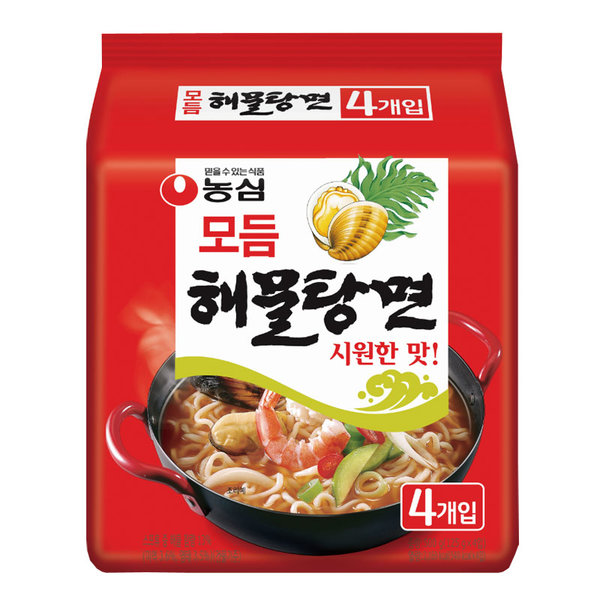 모듬 해물탕면 4개입
믿을 수 있는 식품
농심
모듬
해물탕면
시원한 맛!
4개입